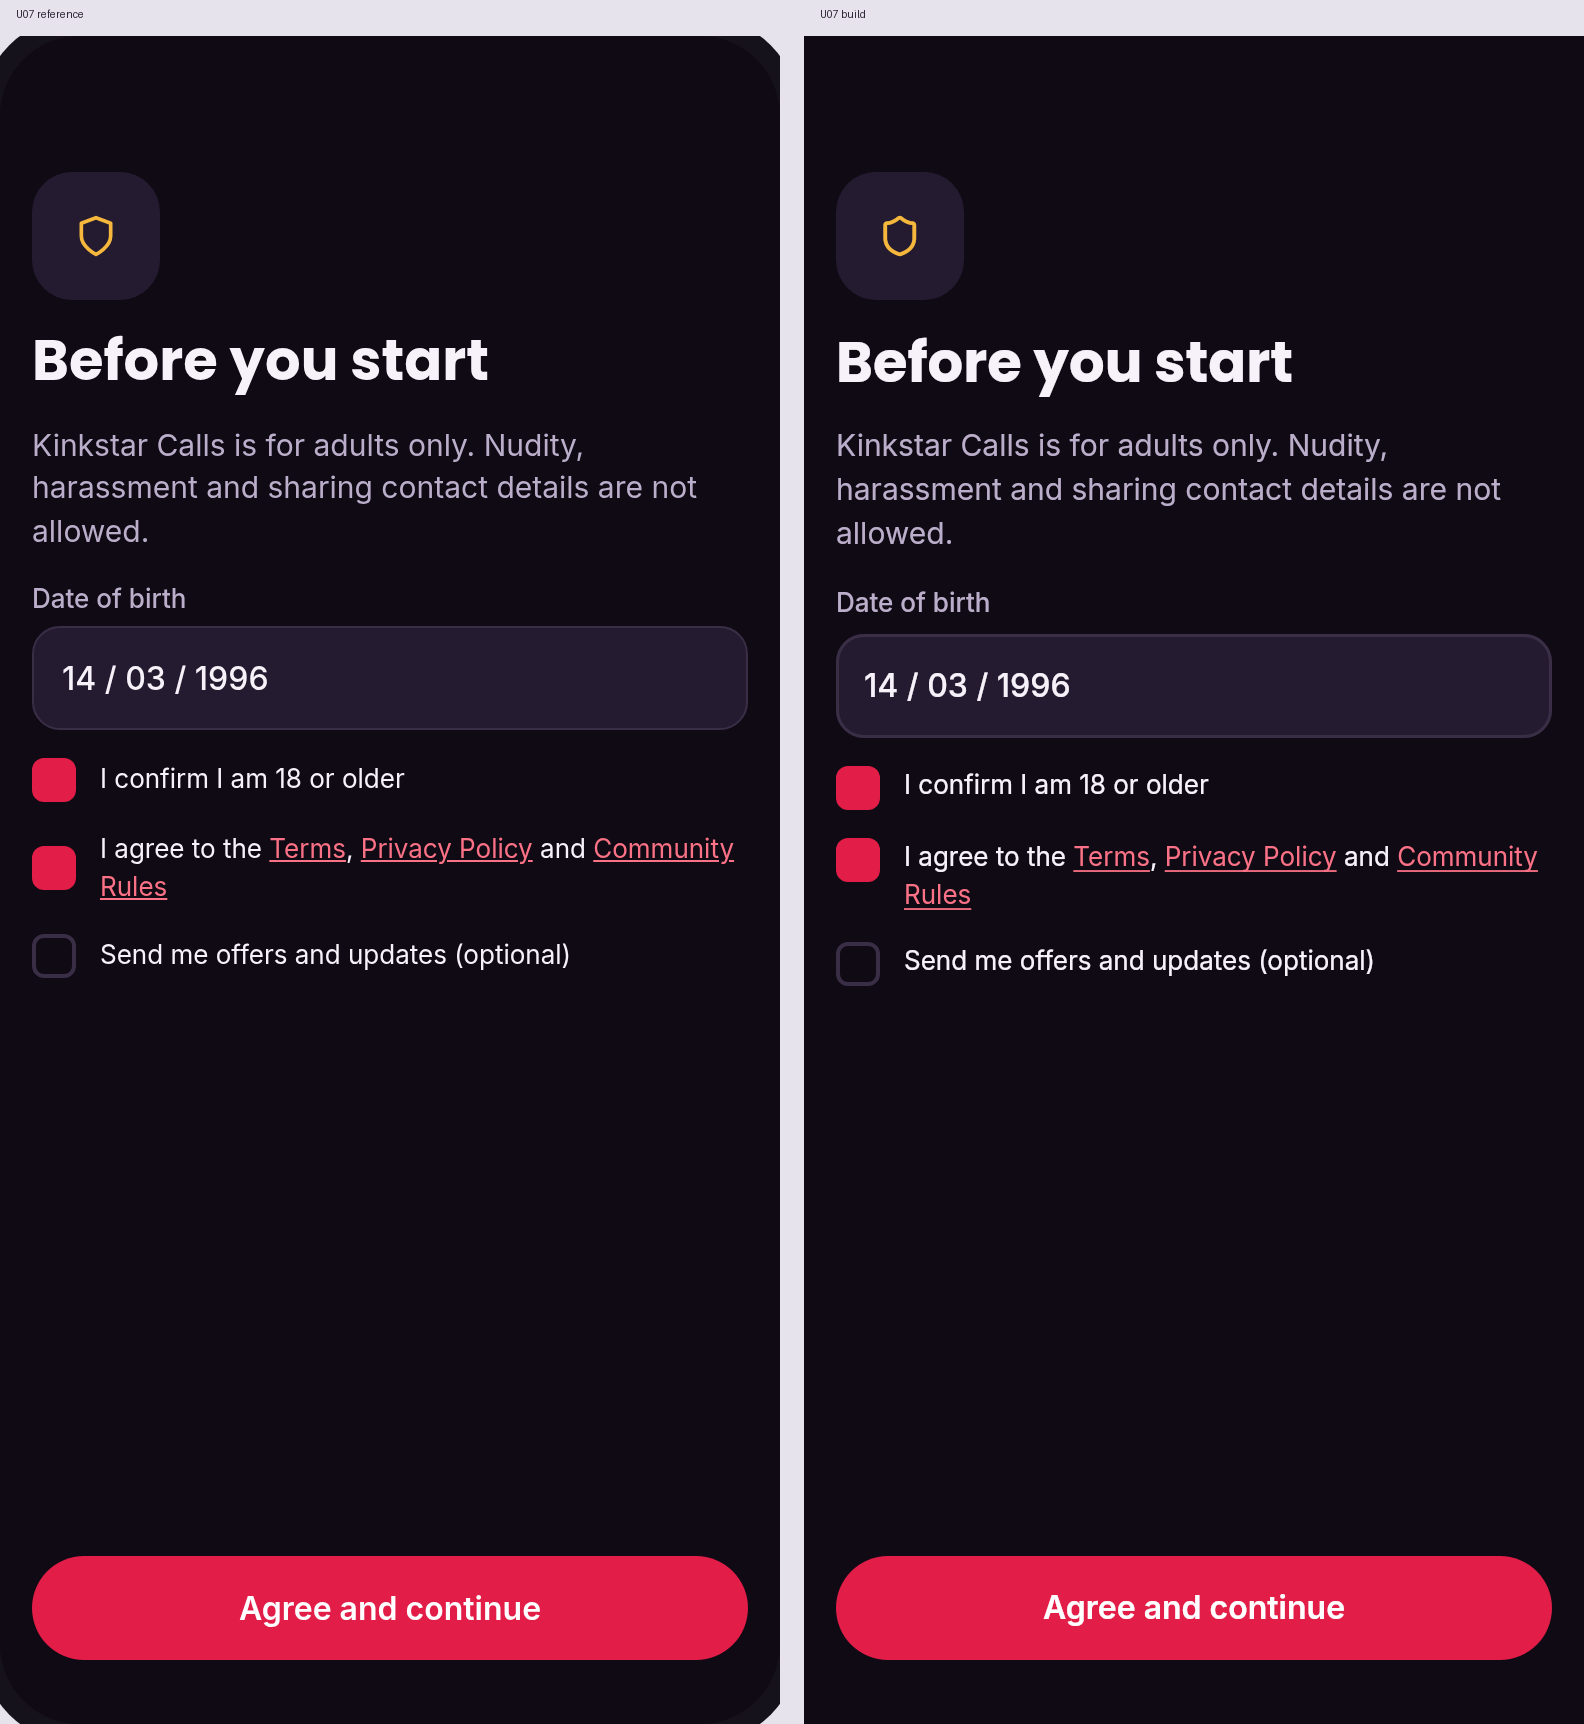 U07 reference
Before you start
Kinkstar Calls is for adults only. Nudity,
harassment and sharing contact details are not
allowed.
Date of birth
14 / 03 / 1996
I confirm I am 18 or older
I agree to the Terms, Privacy Policy and Community
Rules
Send me offers and updates (optional)
Agree and continue
U07 build
Before you start
Kinkstar Calls is for adults only. Nudity,
harassment and sharing contact details are not
allowed.
Date of birth
14 / 03 / 1996
I confirm I am 18 or older
I agree to the Terms, Privacy Policy and Community
Rules
Send me offers and updates (optional)
Agree and continue